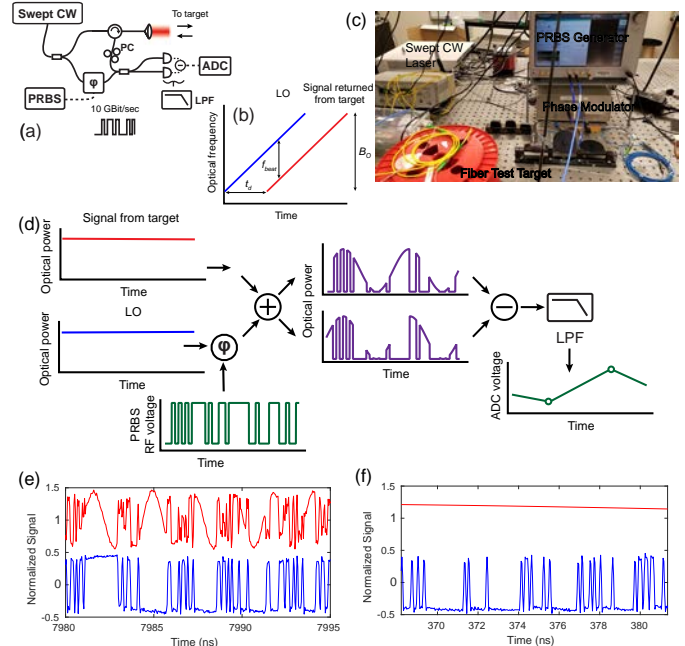 Swept CW
To target
PC
φ
ADC
PRBS
LPF
10 GBit/sec
(a)
(b)
LO
Signal returned
from target
Optical frequency
f_beat
t_d
B_O
Time
(c)
PRBS Generator
Swept CW
Laser
Phase Modulator
Fiber Test Target
(d)
Signal from target
Optical power
Time
LO
Optical power
Time
φ
+
Optical power
−
LPF
PRBS
RF voltage
Time
ADC voltage
Time
(e)
Normalized Signal
1.5
1
0.5
0
-0.5
7980
7985
7990
7995
Time (ns)
(f)
Normalized Signal
1.5
1
0.5
0
-0.5
370
372
374
376
378
380
Time (ns)